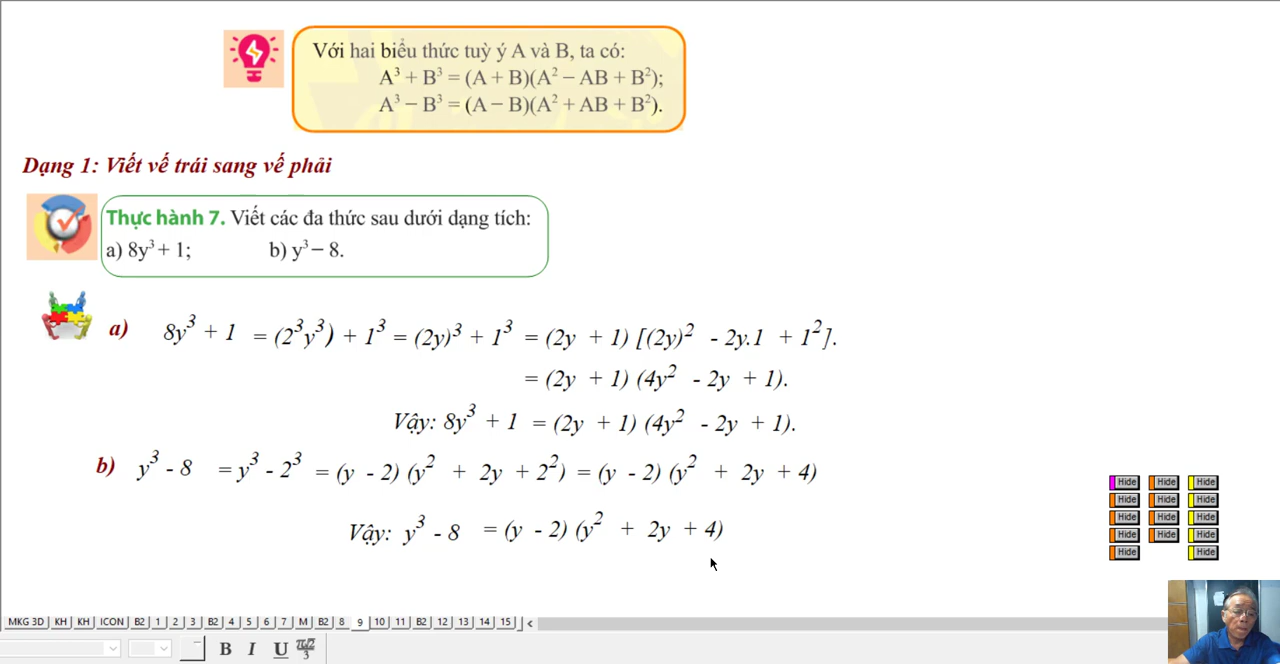 Với hai biểu thức tuỳ ý A và B, ta có:
A³ + B³ = (A + B)(A² − AB + B²);
A³ − B³ = (A − B)(A² + AB + B²).
Dạng 1: Viết vế trái sang vế phải
Thực hành 7. Viết các đa thức sau dưới dạng tích:
a) 8y³ + 1; b) y³ − 8.
a) 8y³ + 1 = (2³y³) + 1³ = (2y)³ + 1³ = (2y + 1) [(2y)² - 2y.1 + 1²].
= (2y + 1) (4y² - 2y + 1).
Vậy: 8y³ + 1 = (2y + 1) (4y² - 2y + 1).
b) y³ - 8 = y³ - 2³ = (y - 2) (y² + 2y + 2²) = (y - 2) (y² + 2y + 4)
Vậy: y³ - 8 = (y - 2) (y² + 2y + 4)
Hide Hide Hide
Hide Hide Hide
Hide Hide Hide
Hide Hide Hide
Hide Hide
MKG 3D KH KH ICON B2 1 2 3 B2 4 5 6 7 M B2 8 9 10 11 B2 12 13 14 15
B I U